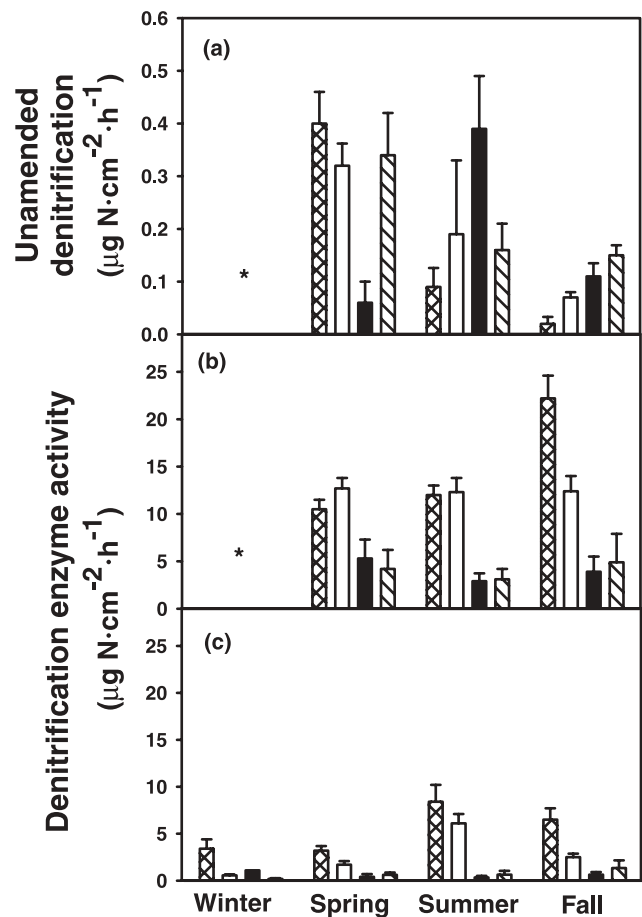 Unamended
denitrification
(μg N·cm⁻²·h⁻¹)
0.6
0.5
0.4
0.3
0.2
0.1
0.0
(a)
*
Denitrification enzyme activity
(μg N·cm⁻²·h⁻¹)
25
20
15
10
5
0
(b)
*
25
20
15
10
5
0
(c)
Winter Spring Summer Fall